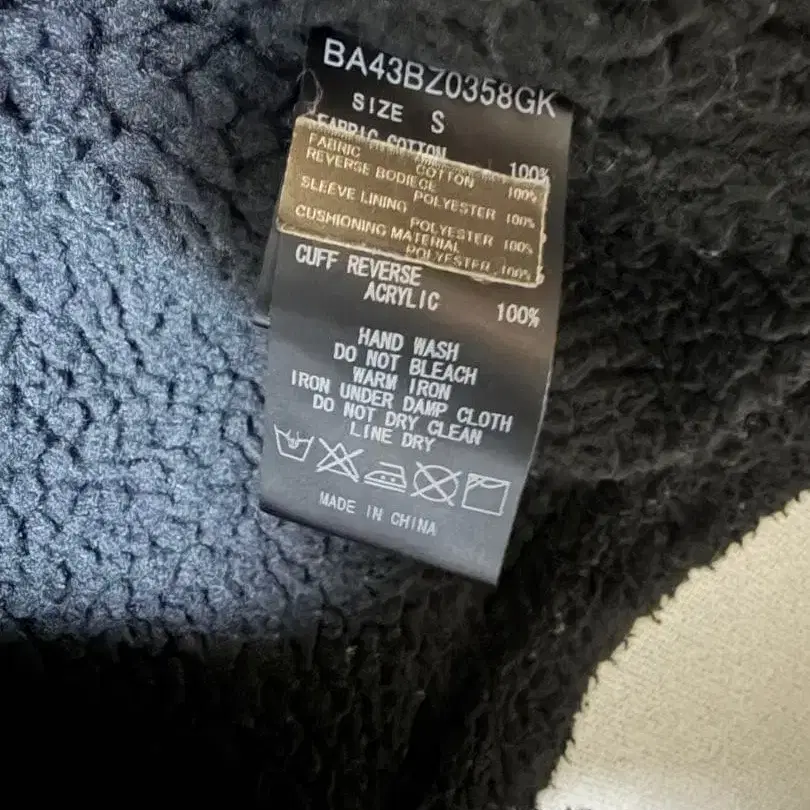 BA43BZ0358GK
SIZE S
FABRIC COTTON 100%
FABRIC COTTON 100%
REVERSE BODIECE
POLYESTER 100%
SLEEVE LINING
POLYESTER 100%
CUSHIONING MATERIAL
POLYESTER 100%
CUFF REVERSE
ACRYLIC 100%
HAND WASH
DO NOT BLEACH
WARM IRON
IRON UNDER DAMP CLOTH
DO NOT DRY CLEAN
LINE DRY
MADE IN CHINA